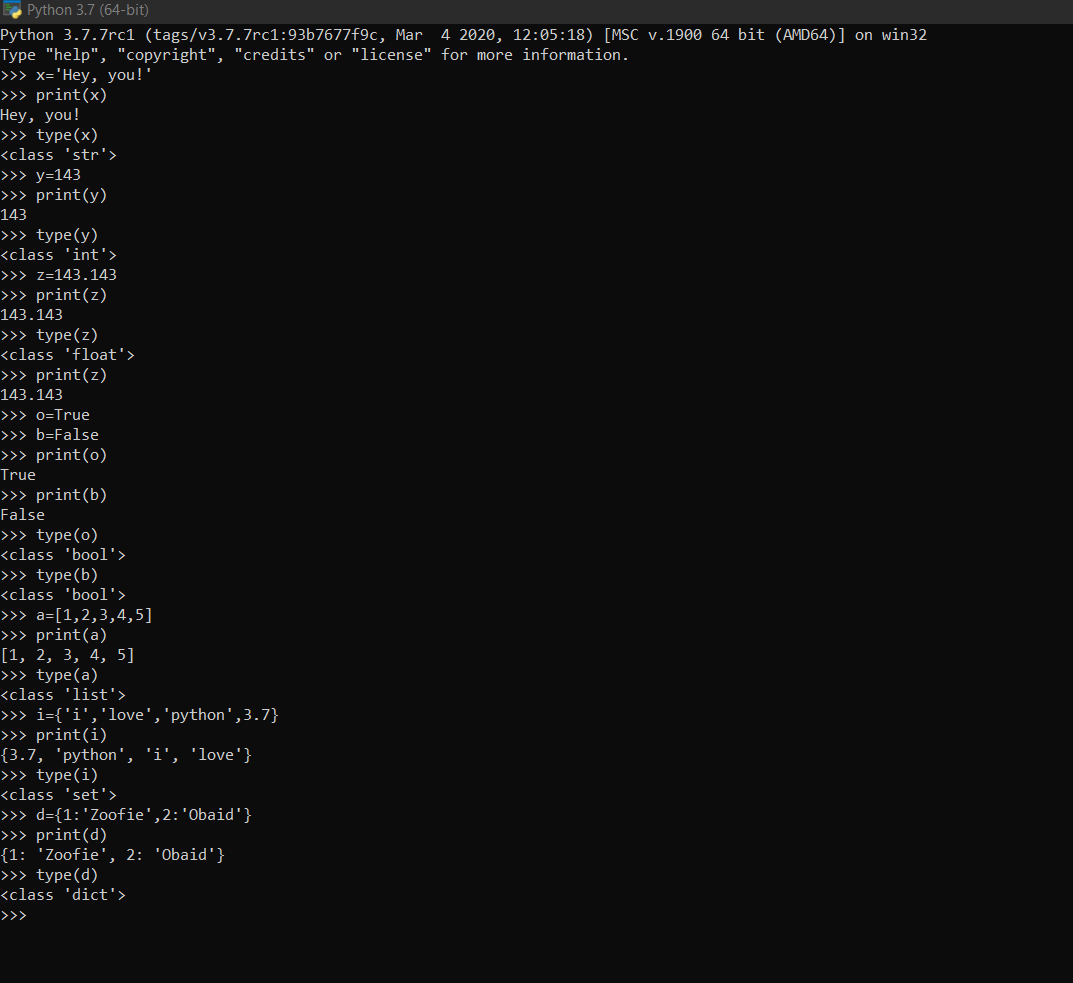 Python 3.7 (64-bit)
Python 3.7.7rc1 (tags/v3.7.7rc1:93b7677f9c, Mar  4 2020, 12:05:18) [MSC v.1900 64 bit (AMD64)] on win32
Type "help", "copyright", "credits" or "license" for more information.
>>> x='Hey, you!'
>>> print(x)
Hey, you!
>>> type(x)
<class 'str'>
>>> y=143
>>> print(y)
143
>>> type(y)
<class 'int'>
>>> z=143.143
>>> print(z)
143.143
>>> type(z)
<class 'float'>
>>> print(z)
143.143
>>> o=True
>>> b=False
>>> print(o)
True
>>> print(b)
False
>>> type(o)
<class 'bool'>
>>> type(b)
<class 'bool'>
>>> a=[1,2,3,4,5]
>>> print(a)
[1, 2, 3, 4, 5]
>>> type(a)
<class 'list'>
>>> i={'i','love','python',3.7}
>>> print(i)
{3.7, 'python', 'i', 'love'}
>>> type(i)
<class 'set'>
>>> d={1:'Zoofie',2:'Obaid'}
>>> print(d)
{1: 'Zoofie', 2: 'Obaid'}
>>> type(d)
<class 'dict'>
>>>